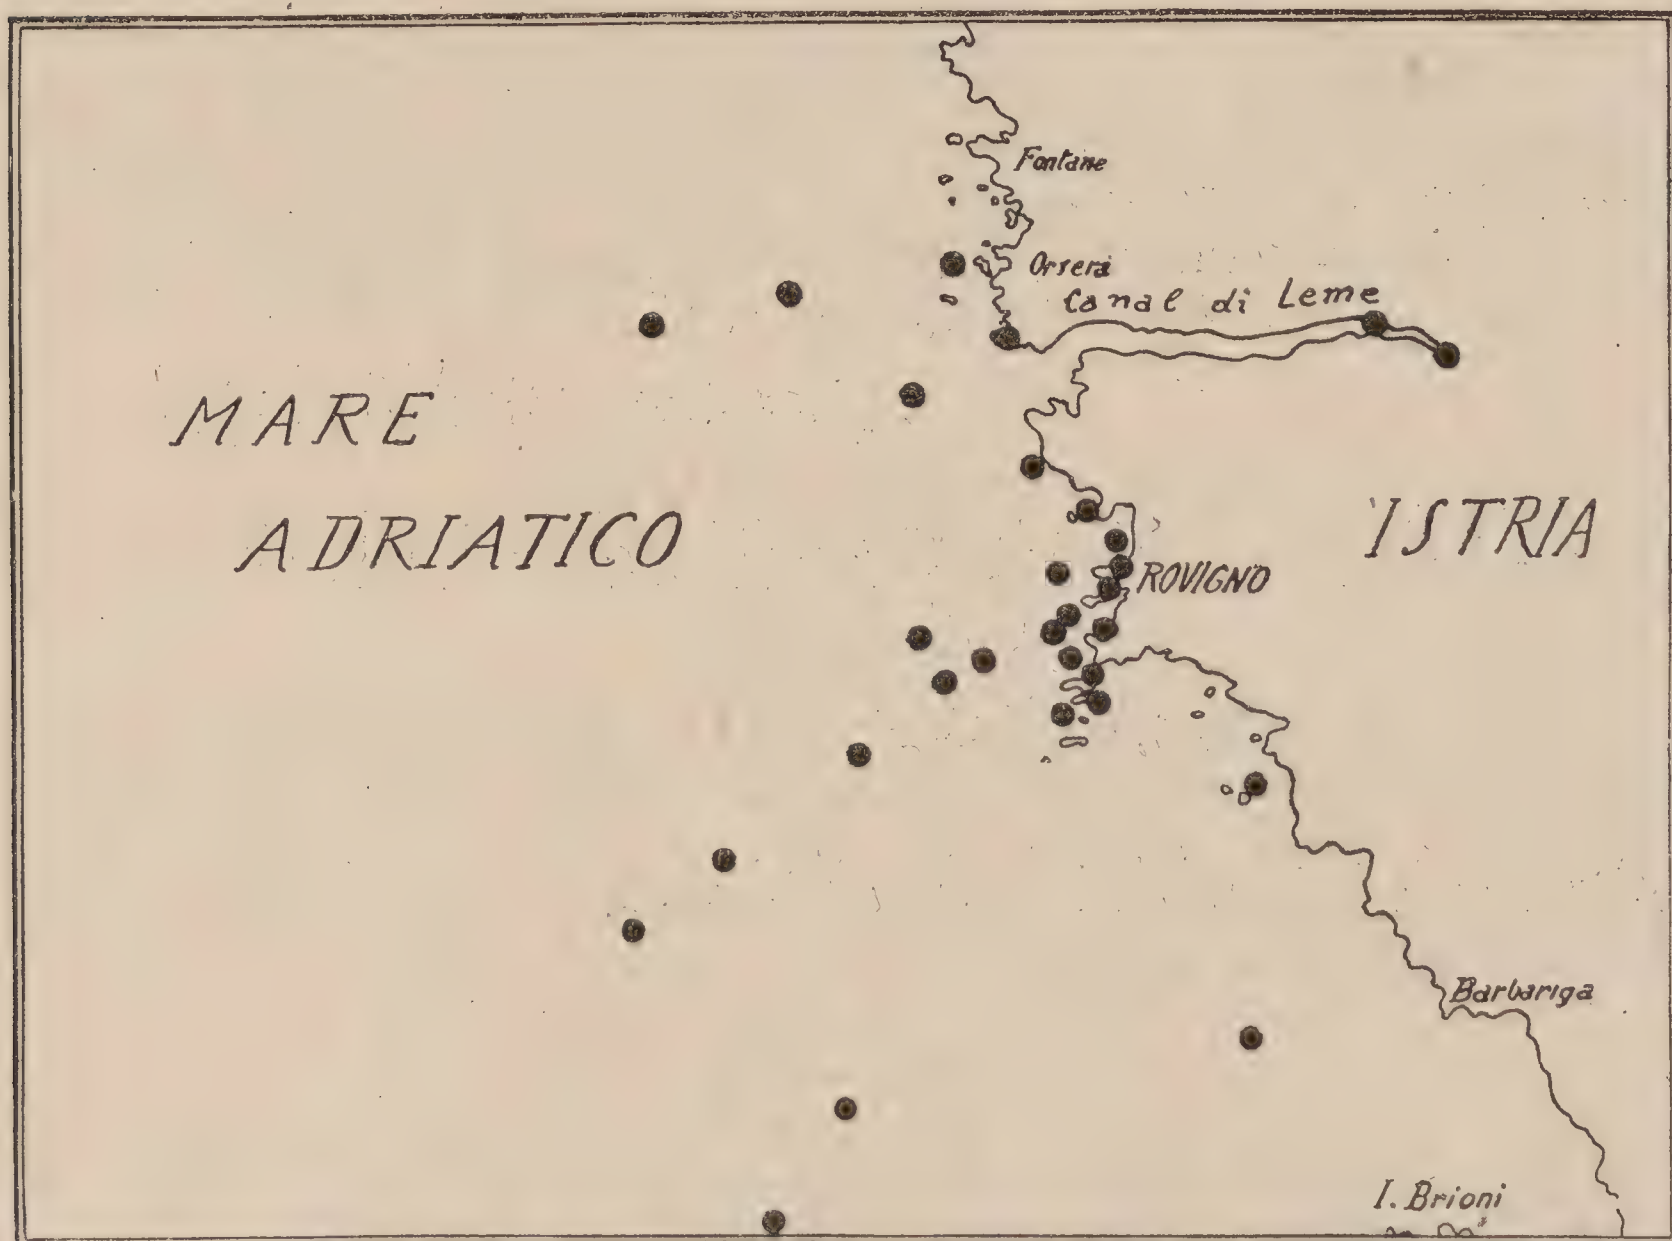 Fontane
Orsera
Canal di Leme
MARE
ADRIATICO
ISTRIA
ROVIGNO
Barbariga
I. Brioni